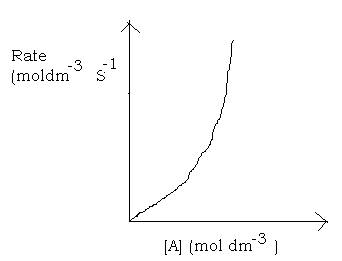 Rate
(moldm⁻³ S⁻¹
[A] (mol dm⁻³ )